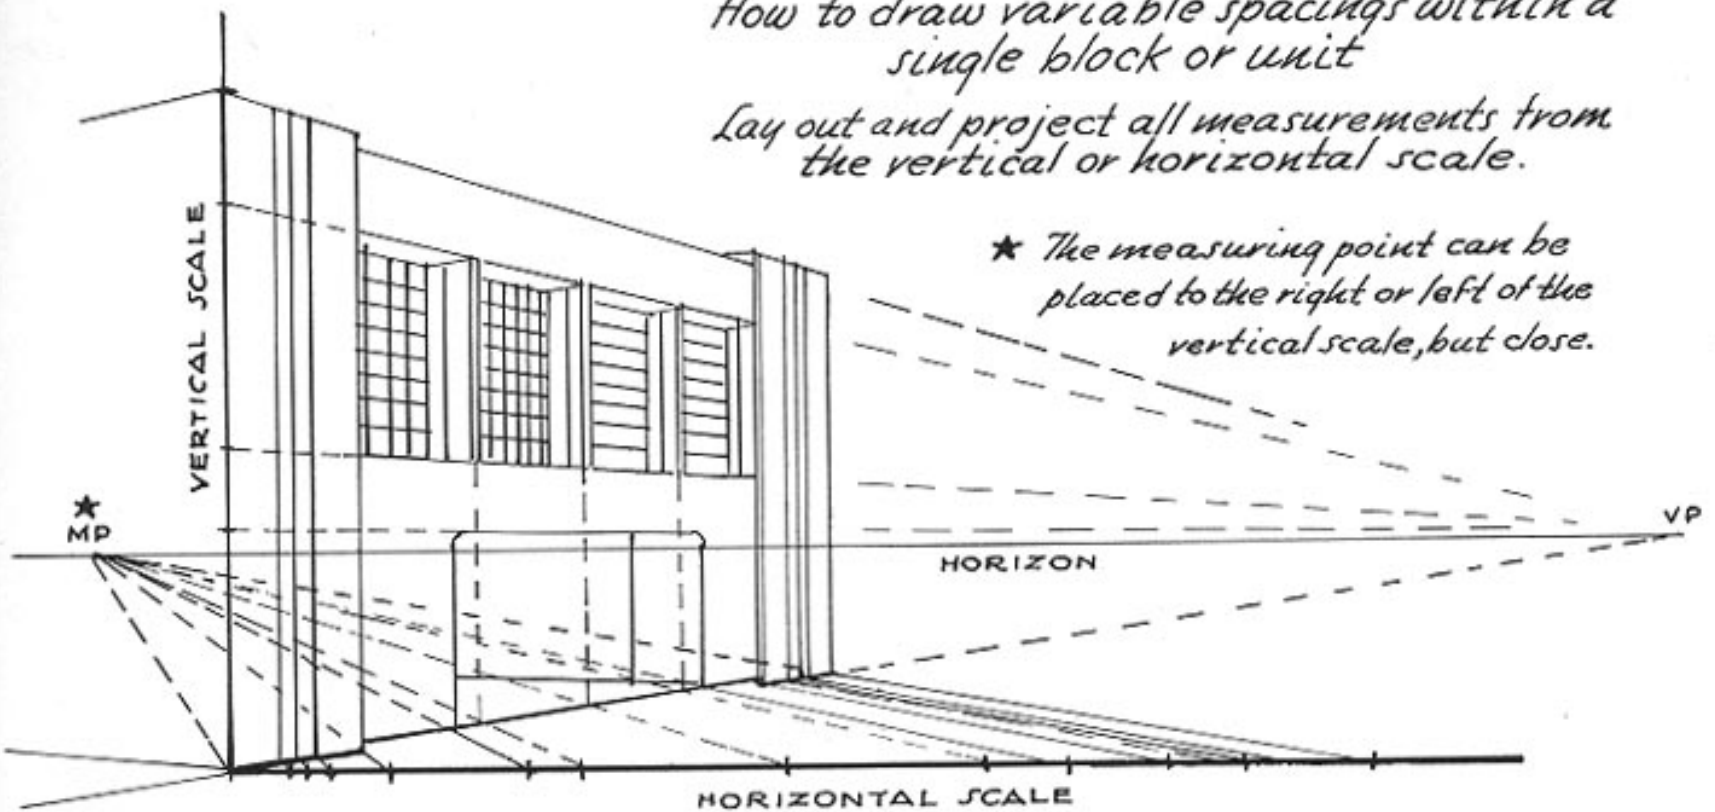 How to draw variable spacings within a
single block or unit
Lay out and project all measurements from
the vertical or horizontal scale.
★ The measuring point can be
placed to the right or left of the
vertical scale, but close.
VERTICAL SCALE
★
MP
VP
HORIZON
HORIZONTAL SCALE